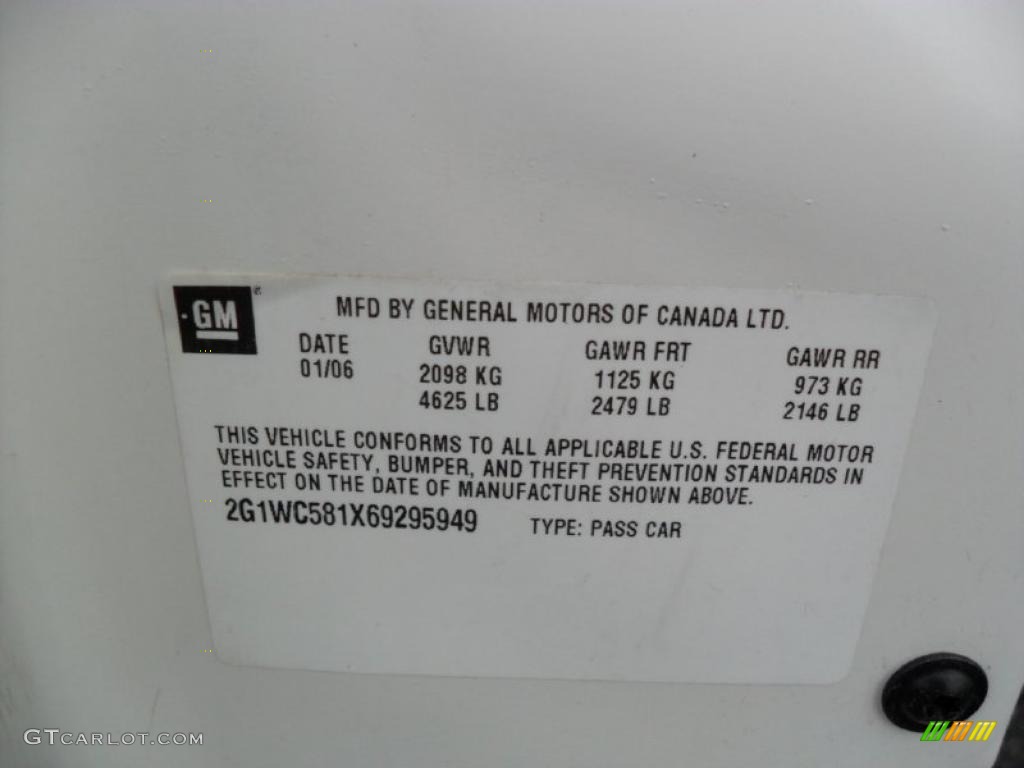 GM
MFD BY GENERAL MOTORS OF CANADA LTD.
DATE GVWR GAWR FRT GAWR RR
01/06 2098 KG 1125 KG 973 KG
4625 LB 2479 LB 2146 LB
THIS VEHICLE CONFORMS TO ALL APPLICABLE U.S. FEDERAL MOTOR
VEHICLE SAFETY, BUMPER, AND THEFT PREVENTION STANDARDS IN
EFFECT ON THE DATE OF MANUFACTURE SHOWN ABOVE.
2G1WC581X69295949 TYPE: PASS CAR
GTCARLOT.COM